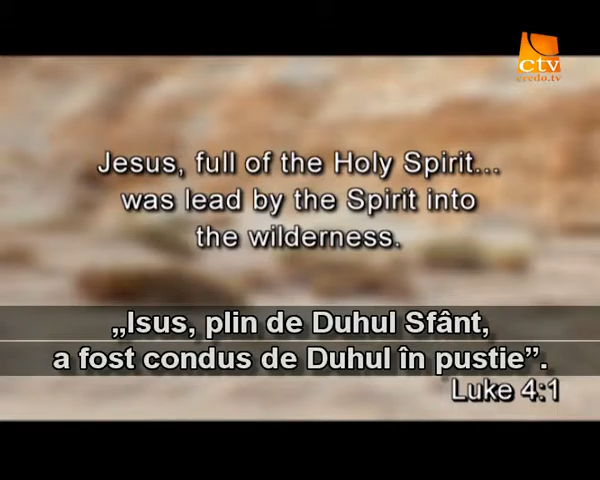 ctv
credo.tv
Jesus, full of the Holy Spirit...
was lead by the Spirit into
the wilderness.
„Isus, plin de Duhul Sfânt,
a fost condus de Duhul în pustie”.
Luke 4:1